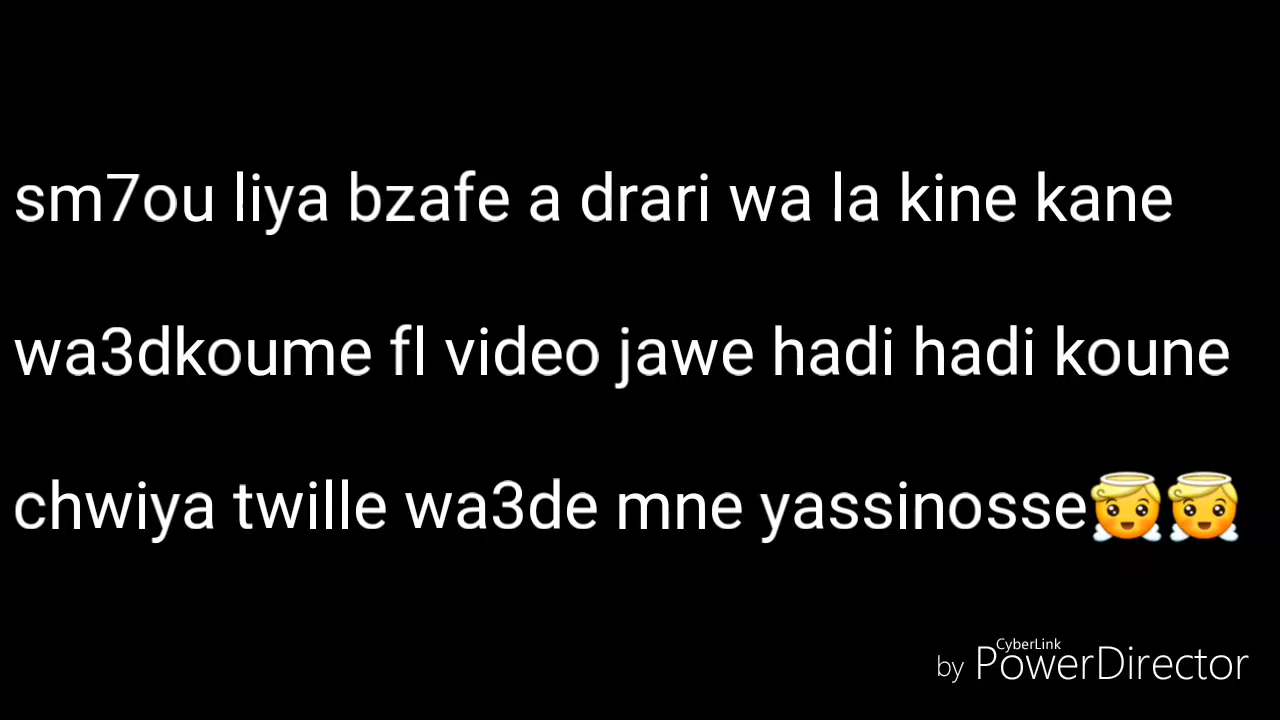 sm7ou liya bzafe a drari wa la kine kane
wa3dkoume fl video jawe hadi hadi koune
chwiya twille wa3de mne yassinosse😇😇
CyberLink
by PowerDirector